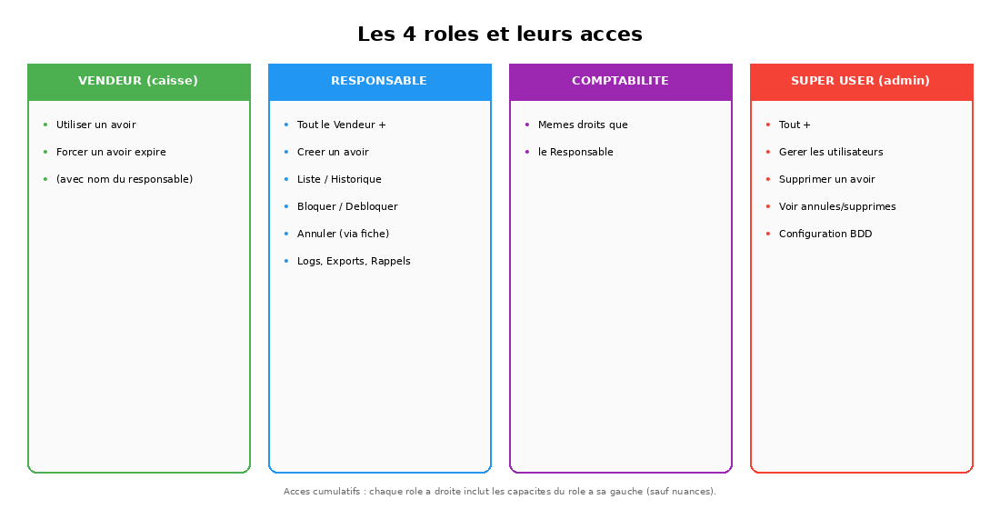 Les 4 roles et leurs acces
VENDEUR (caisse)
• Utiliser un avoir
• Forcer un avoir expire
• (avec nom du responsable)
RESPONSABLE
• Tout le Vendeur +
• Creer un avoir
• Liste / Historique
• Bloquer / Debloquer
• Annuler (via fiche)
• Logs, Exports, Rappels
COMPTABILITE
• Memes droits que
• le Responsable
SUPER USER (admin)
• Tout +
• Gerer les utilisateurs
• Supprimer un avoir
• Voir annules/supprimes
• Configuration BDD
Acces cumulatifs : chaque role a droite inclut les capacites du role a sa gauche (sauf nuances).